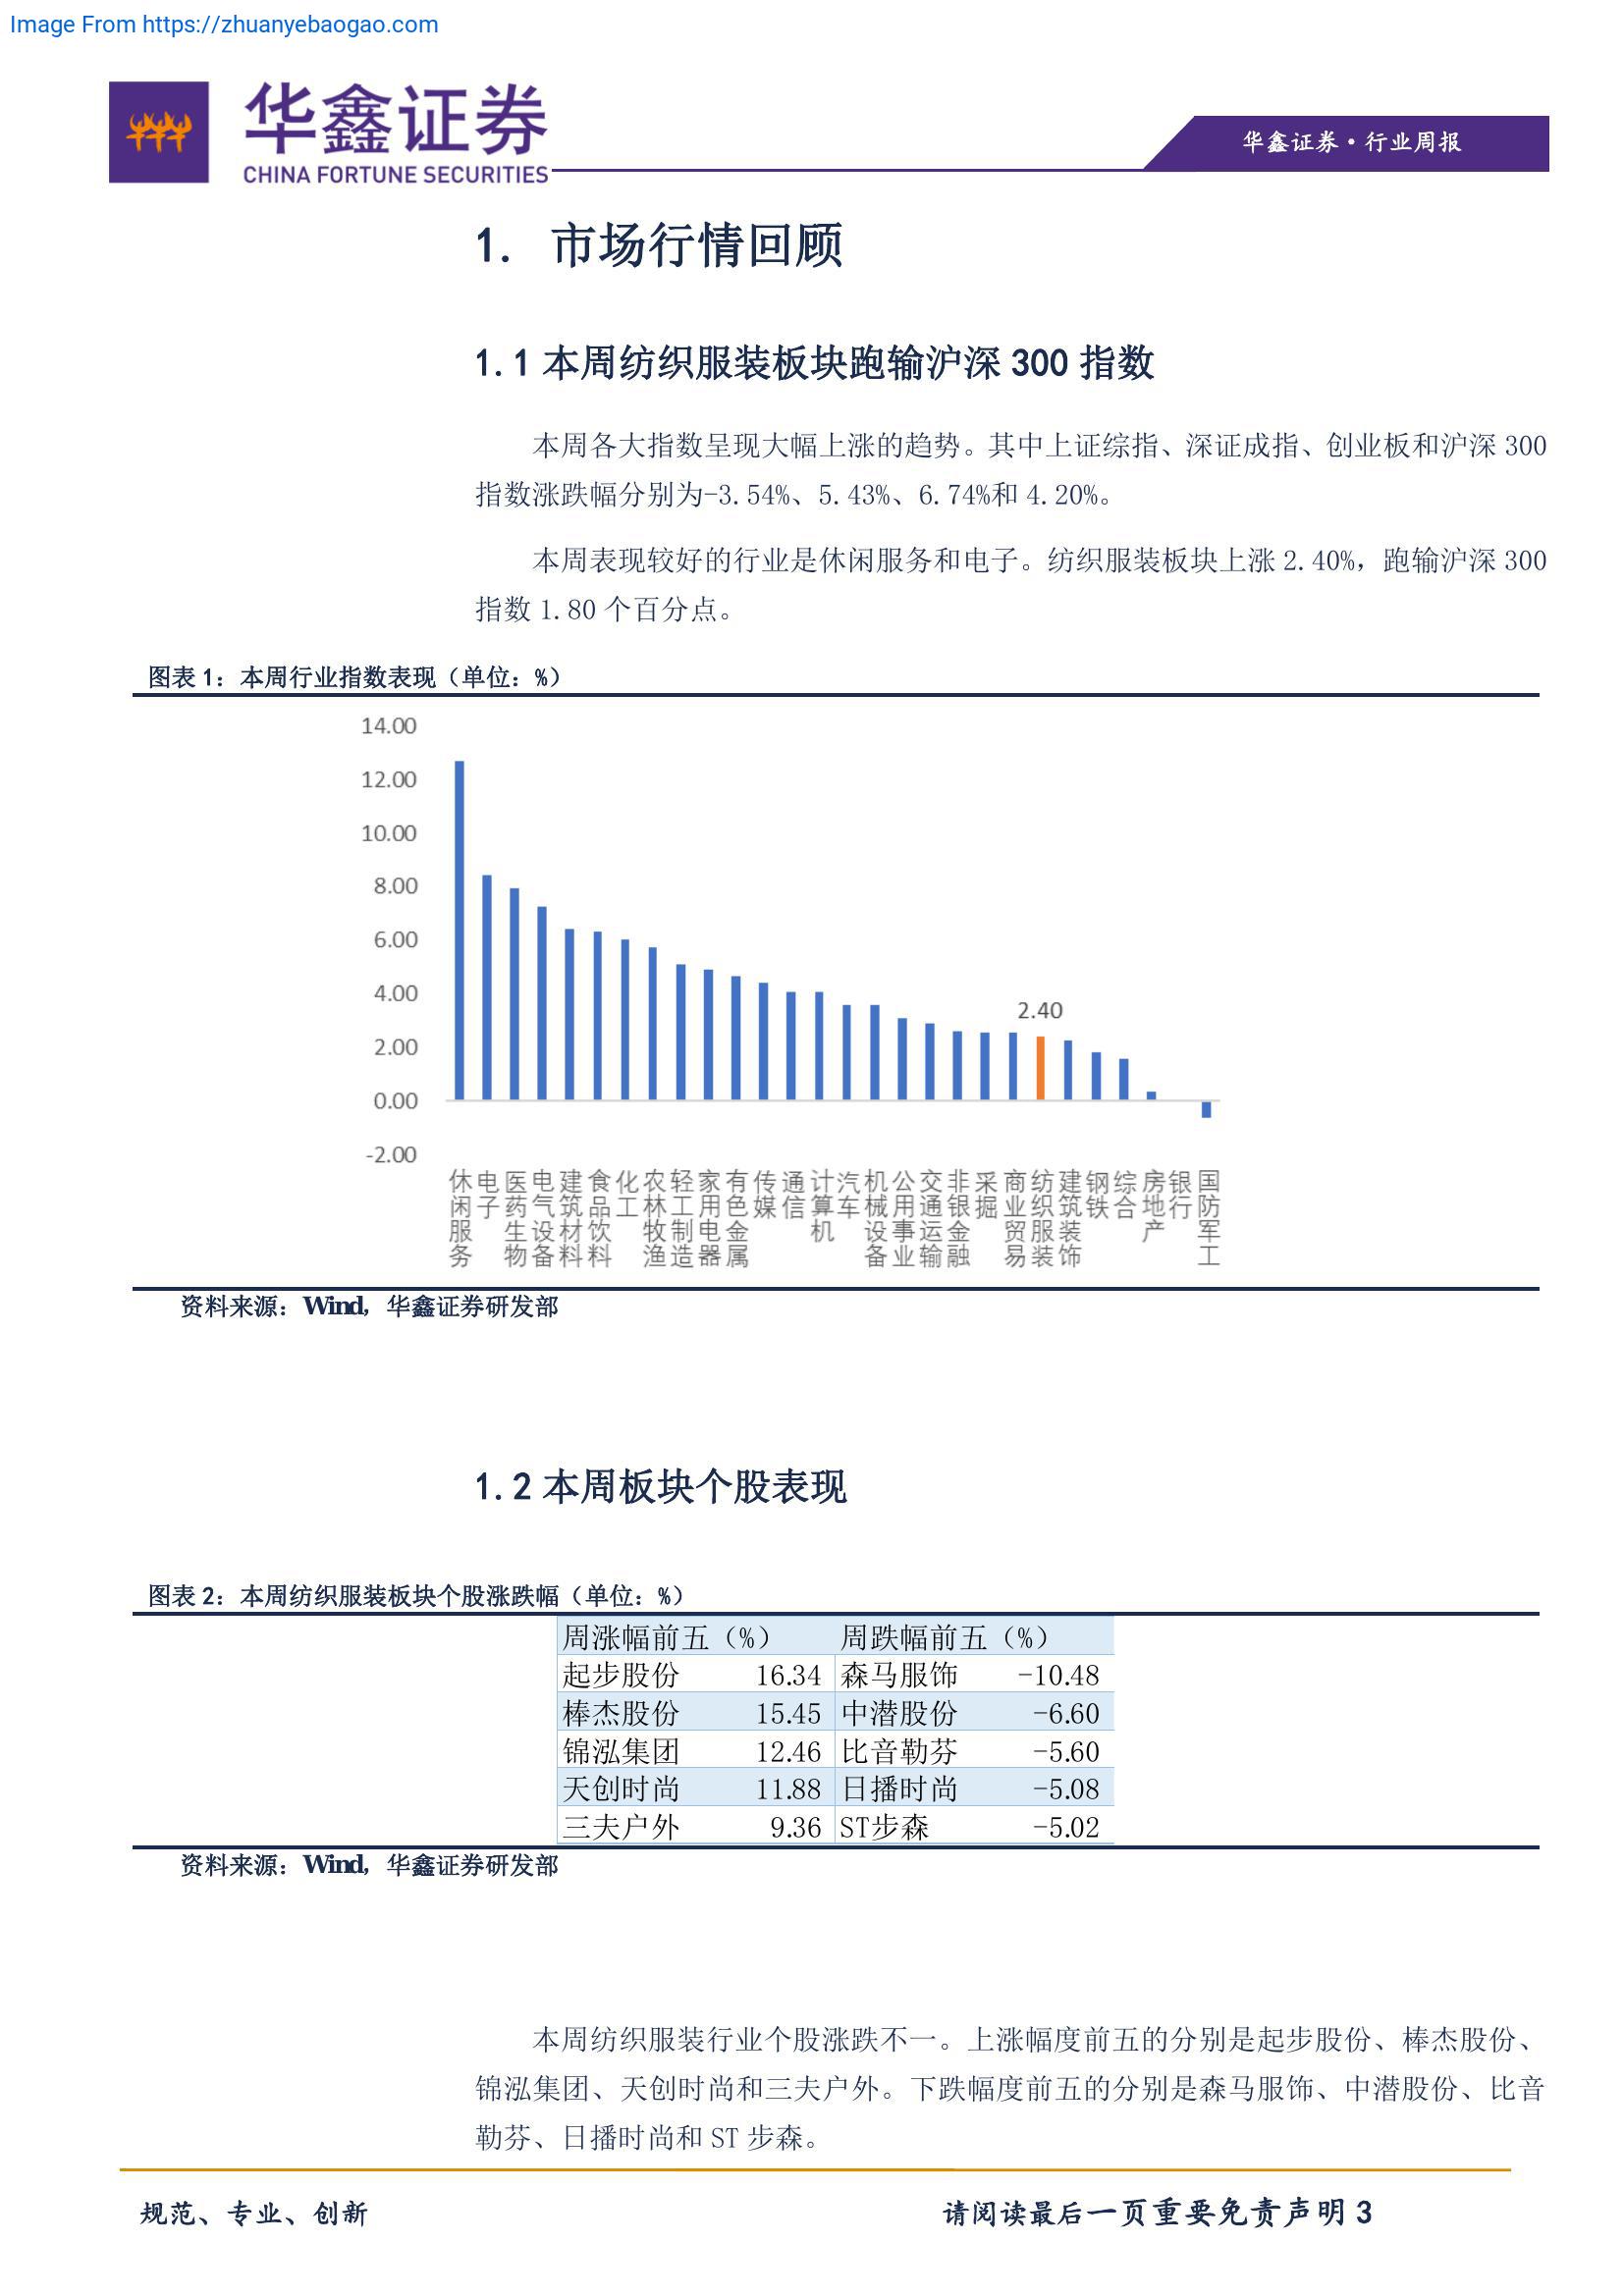 Image From https://zhuanyebaogao.com
华鑫证券
CHINA FORTUNE SECURITIES
华鑫证券·行业周报
1. 市场行情回顾
1.1 本周纺织服装板块跑输沪深 300 指数
本周各大指数呈现大幅上涨的趋势。其中上证综指、深证成指、创业板和沪深 300
指数涨跌幅分别为-3.54%、5.43%、6.74%和 4.20%。
本周表现较好的行业是休闲服务和电子。纺织服装板块上涨 2.40%，跑输沪深 300
指数 1.80 个百分点。
图表 1：本周行业指数表现（单位：%）
14.00
12.00
10.00
8.00
6.00
4.00
2.00
0.00
-2.00
2.40
休闲服务
电子
医药生物
电气设备
建筑材料
食品饮料
化工
农林牧渔
轻工制造
家用电器
有色金属
传媒
通信
计算机
汽车
机械设备
公用事业
交通运输
非银金融
采掘
商业贸易
纺织服装
建筑装饰
钢铁
综合
房地产
银行
国防军工
资料来源：Wind，华鑫证券研发部
1.2 本周板块个股表现
图表 2：本周纺织服装板块个股涨跌幅（单位：%）
周涨幅前五（%） 周跌幅前五（%）
起步股份 16.34 森马服饰 -10.48
棒杰股份 15.45 中潜股份 -6.60
锦泓集团 12.46 比音勒芬 -5.60
天创时尚 11.88 日播时尚 -5.08
三夫户外 9.36 ST步森 -5.02
资料来源：Wind，华鑫证券研发部
本周纺织服装行业个股涨跌不一。上涨幅度前五的分别是起步股份、棒杰股份、
锦泓集团、天创时尚和三夫户外。下跌幅度前五的分别是森马服饰、中潜股份、比音
勒芬、日播时尚和 ST 步森。
规范、专业、创新
请阅读最后一页重要免责声明 3